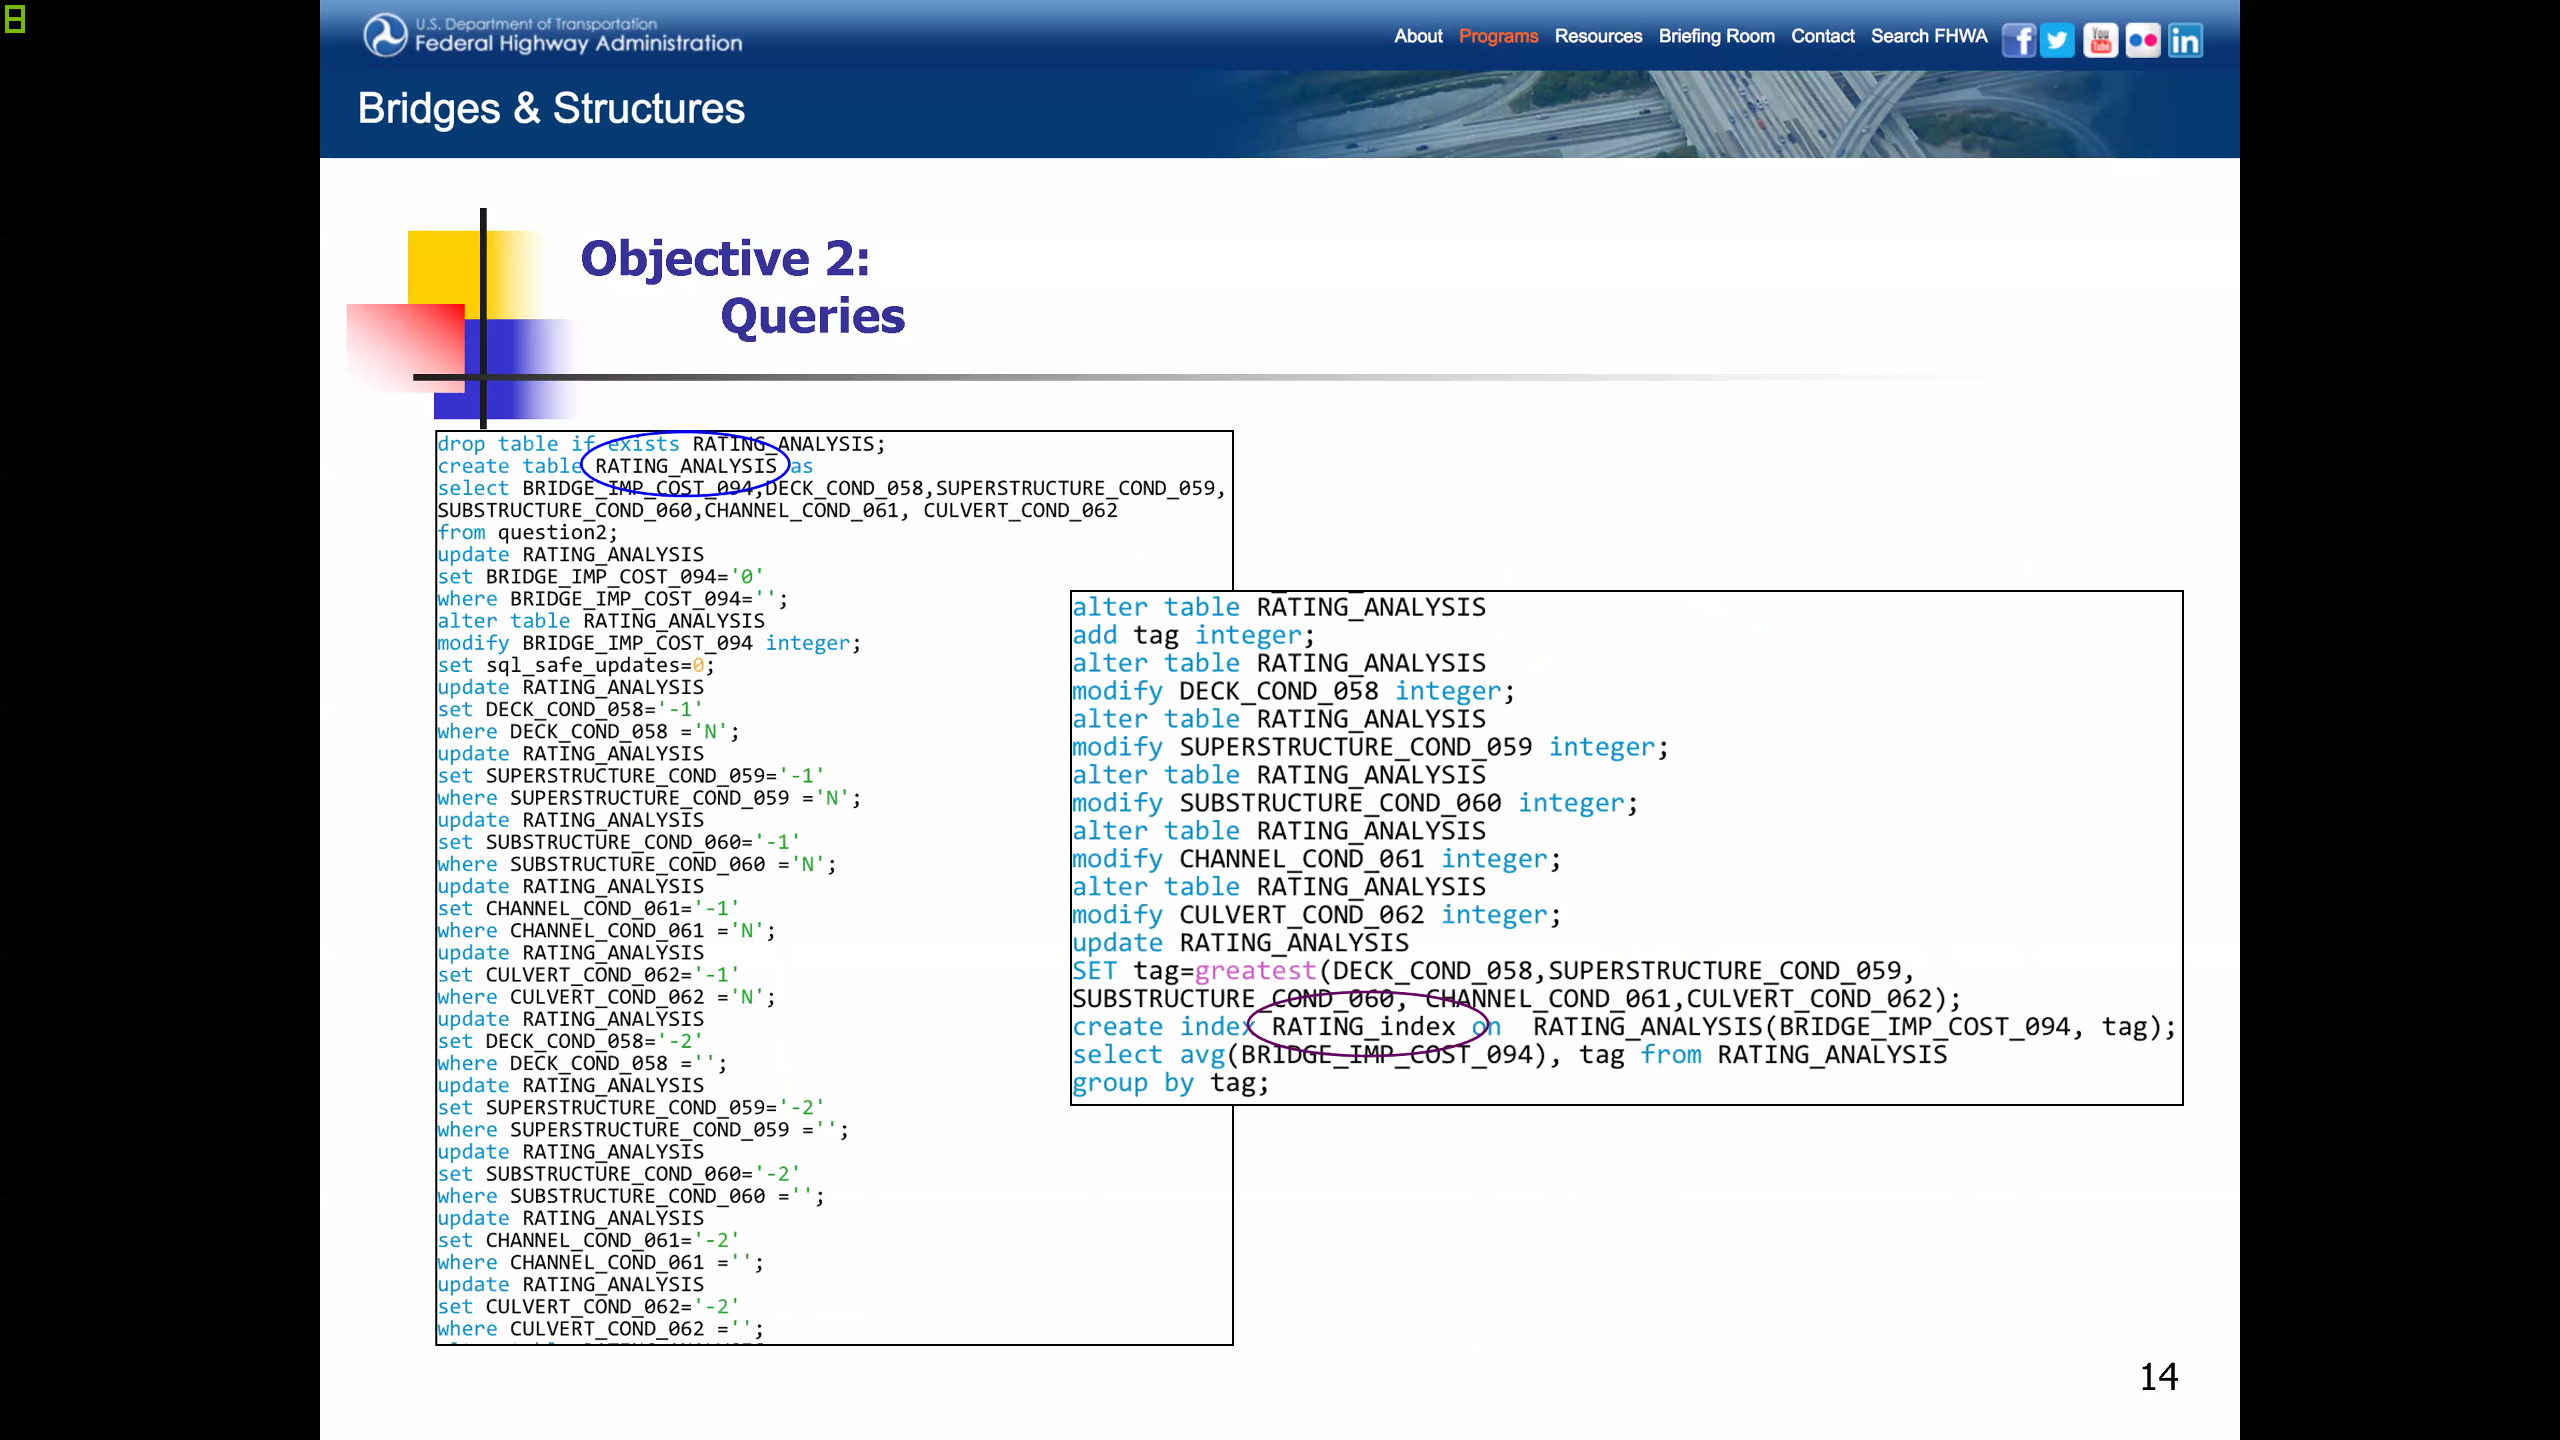 U.S. Department of Transportation
Federal Highway Administration
About Programs Resources Briefing Room Contact Search FHWA
Bridges & Structures
Objective 2:
Queries
drop table if exists RATING_ANALYSIS;
create table RATING_ANALYSIS as
select BRIDGE_IMP_COST_094,DECK_COND_058,SUPERSTRUCTURE_COND_059,
SUBSTRUCTURE_COND_060,CHANNEL_COND_061, CULVERT_COND_062
from question2;
update RATING_ANALYSIS
set BRIDGE_IMP_COST_094='0'
where BRIDGE_IMP_COST_094='';
alter table RATING_ANALYSIS
modify BRIDGE_IMP_COST_094 integer;
set sql_safe_updates=0;
update RATING_ANALYSIS
set DECK_COND_058='-1'
where DECK_COND_058 ='N';
update RATING_ANALYSIS
set SUPERSTRUCTURE_COND_059='-1'
where SUPERSTRUCTURE_COND_059 ='N';
update RATING_ANALYSIS
set SUBSTRUCTURE_COND_060='-1'
where SUBSTRUCTURE_COND_060 ='N';
update RATING_ANALYSIS
set CHANNEL_COND_061='-1'
where CHANNEL_COND_061 ='N';
update RATING_ANALYSIS
set CULVERT_COND_062='-1'
where CULVERT_COND_062 ='N';
update RATING_ANALYSIS
set DECK_COND_058='-2'
where DECK_COND_058 ='';
update RATING_ANALYSIS
set SUPERSTRUCTURE_COND_059='-2'
where SUPERSTRUCTURE_COND_059 ='';
update RATING_ANALYSIS
set SUBSTRUCTURE_COND_060='-2'
where SUBSTRUCTURE_COND_060 ='';
update RATING_ANALYSIS
set CHANNEL_COND_061='-2'
where CHANNEL_COND_061 ='';
update RATING_ANALYSIS
set CULVERT_COND_062='-2'
where CULVERT_COND_062 ='';
alter table RATING_ANALYSIS
add tag integer;
alter table RATING_ANALYSIS
modify DECK_COND_058 integer;
alter table RATING_ANALYSIS
modify SUPERSTRUCTURE_COND_059 integer;
alter table RATING_ANALYSIS
modify SUBSTRUCTURE_COND_060 integer;
alter table RATING_ANALYSIS
modify CHANNEL_COND_061 integer;
alter table RATING_ANALYSIS
modify CULVERT_COND_062 integer;
update RATING_ANALYSIS
SET tag=greatest(DECK_COND_058,SUPERSTRUCTURE_COND_059,
SUBSTRUCTURE_COND_060, CHANNEL_COND_061,CULVERT_COND_062);
create index RATING_index on  RATING_ANALYSIS(BRIDGE_IMP_COST_094, tag);
select avg(BRIDGE_IMP_COST_094), tag from RATING_ANALYSIS
group by tag;
14